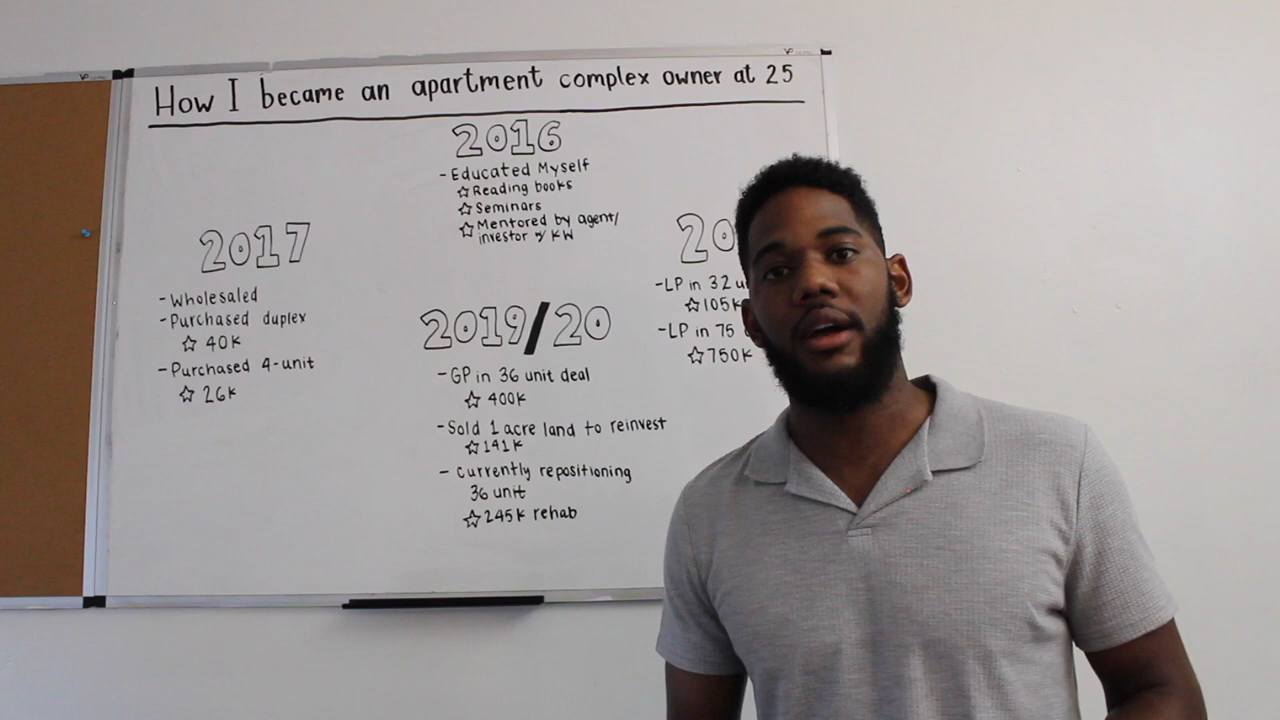 How I became an apartment complex owner at 25
2016
- Educated Myself
☆ Reading books
☆ Seminars
☆ Mentored by agent/
investor w/ KW
2017
- Wholesaled
- Purchased duplex
☆ 40K
- Purchased 4-unit
☆ 26K
20
- LP in 32
☆ 105K
- LP in 75
☆ 750K
2019/20
- GP in 36 unit deal
☆ 400K
- Sold 1 acre land to reinvest
☆ 141K
- Currently repositioning
36 unit
☆ 245K rehab